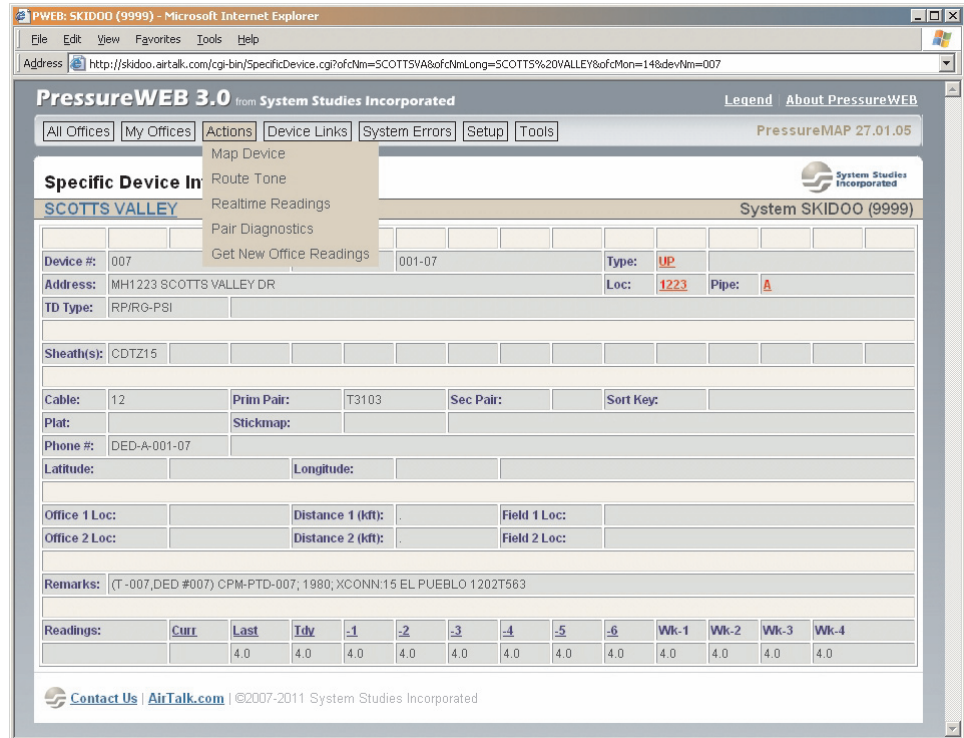 PWEB: SKIDOO (9999) - Microsoft Internet Explorer
File Edit View Favorites Tools Help
Address http://skidoo.airtalk.com/cgi-bin/SpecificDevice.cgi?ofcNm=SCOTTSVA&ofcNmLong=SCOTTS%20VALLEY&ofcMon=14&devNm=007
PressureWEB 3.0 from System Studies Incorporated Legend About PressureWEB
All Offices My Offices Actions Device Links System Errors Setup Tools PressureMAP 27.01.05
Map Device
Route Tone
Realtime Readings
Pair Diagnostics
Get New Office Readings
Specific Device In
System Studies Incorporated
SCOTTS VALLEY System SKIDOO (9999)
Device #: 007 001-07 Type: UP
Address: MH1223 SCOTTS VALLEY DR Loc: 1223 Pipe: A
TD Type: RP/RG-PSI
Sheath(s): CDTZ15
Cable: 12 Prim Pair: T3103 Sec Pair: Sort Key:
Plat: Stickmap:
Phone #: DED-A-001-07
Latitude: Longitude:
Office 1 Loc: Distance 1 (kft): . Field 1 Loc:
Office 2 Loc: Distance 2 (kft): . Field 2 Loc:
Remarks: (T -007,DED #007) CPM-PTD-007; 1980; XCONN:15 EL PUEBLO 1202T563
Readings: Curr Last Tdy -1 -2 -3 -4 -5 -6 Wk-1 Wk-2 Wk-3 Wk-4
4.0 4.0 4.0 4.0 4.0 4.0 4.0 4.0 4.0 4.0 4.0 4.0
Contact Us | AirTalk.com | ©2007-2011 System Studies Incorporated